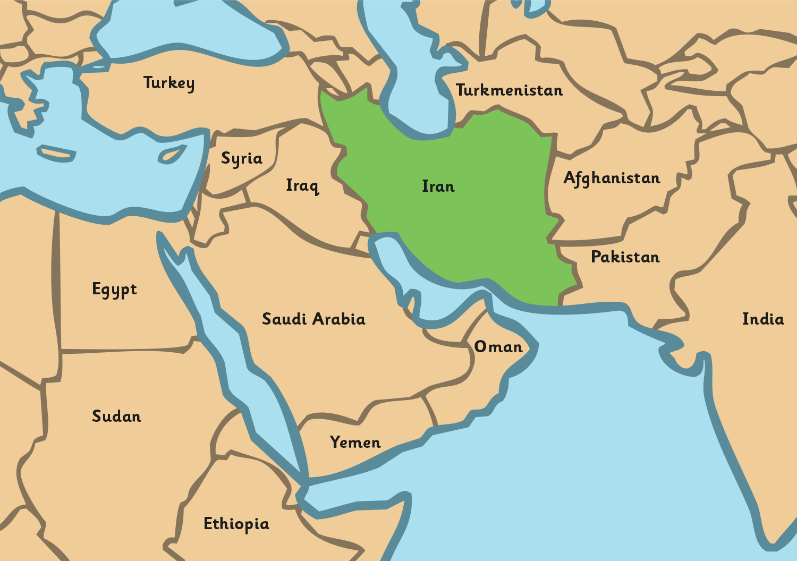 Turkey
Turkmenistan
Syria
Iraq
Iran
Afghanistan
Pakistan
Egypt
Saudi Arabia
India
Oman
Sudan
Yemen
Ethiopia